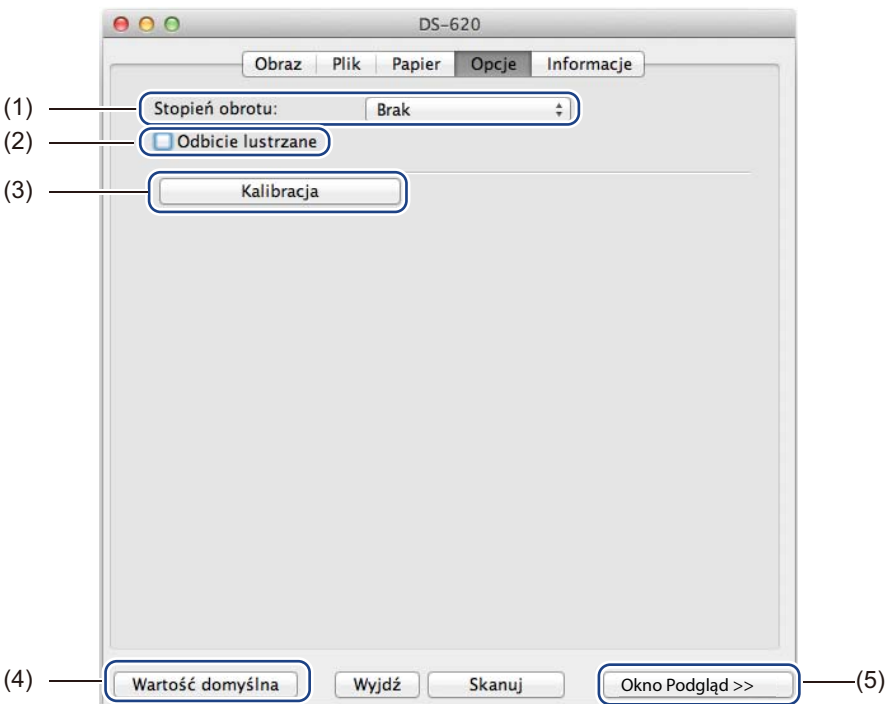 DS-620
Obraz Plik Papier Opcje Informacje
(1) Stopień obrotu: Brak
(2) Odbicie lustrzane
(3) Kalibracja
(4) Wartość domyślna Wyjdź Skanuj Okno Podgląd >> (5)